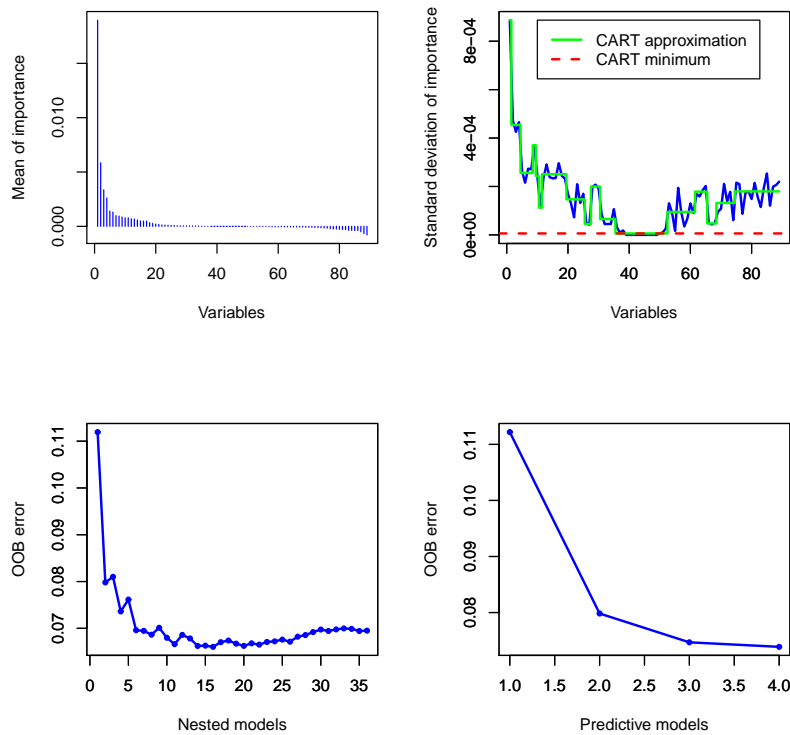 Mean of importance
0.000
0.010
0 20 40 60 80
Variables
Standard deviation of importance
0e+00
4e−04
8e−04
CART approximation
CART minimum
0 20 40 60 80
Variables
OOB error
0.07
0.08
0.09
0.10
0.11
0 5 10 15 20 25 30 35
Nested models
OOB error
0.08
0.09
0.10
0.11
1.0 1.5 2.0 2.5 3.0 3.5 4.0
Predictive models